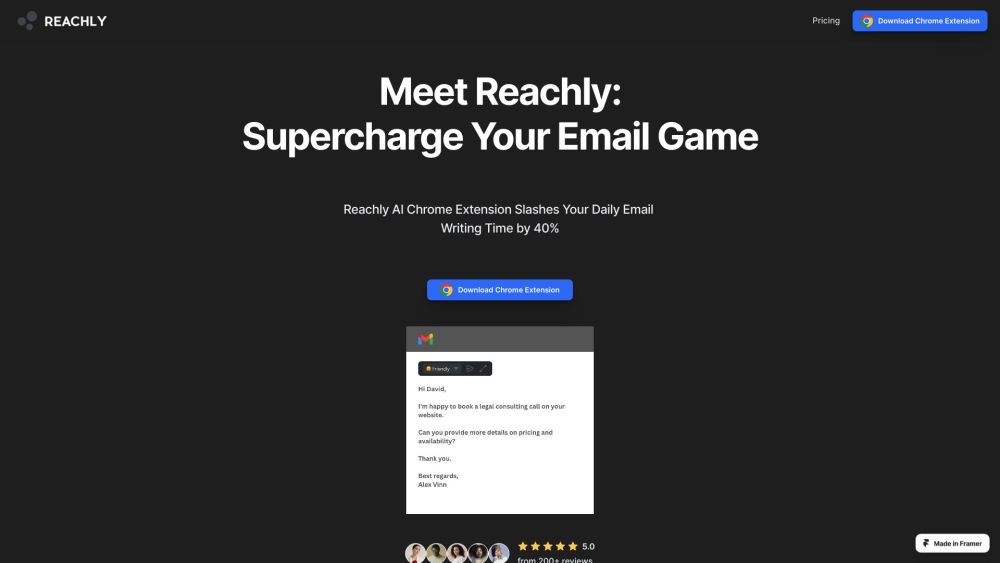 REACHLY
Pricing
Download Chrome Extension
Meet Reachly:
Supercharge Your Email Game
Reachly AI Chrome Extension Slashes Your Daily Email
Writing Time by 40%
Download Chrome Extension
Friendly
Hi David,
I'm happy to book a legal consulting call on your
website.
Can you provide more details on pricing and
availability?
Thank you.
Best regards,
Alex Vinn
5.0
from 200+ reviews
Made in Framer